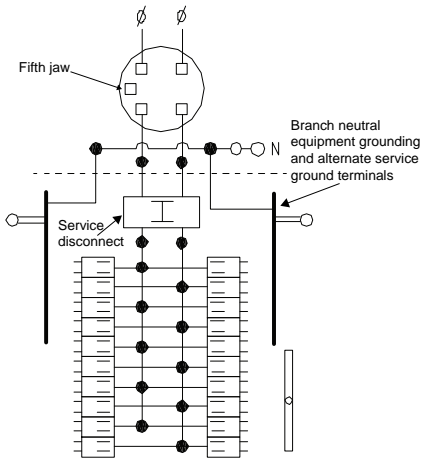 ø ø
Fifth jaw
N
Branch neutral
equipment grounding
and alternate service
ground terminals
Service
disconnect